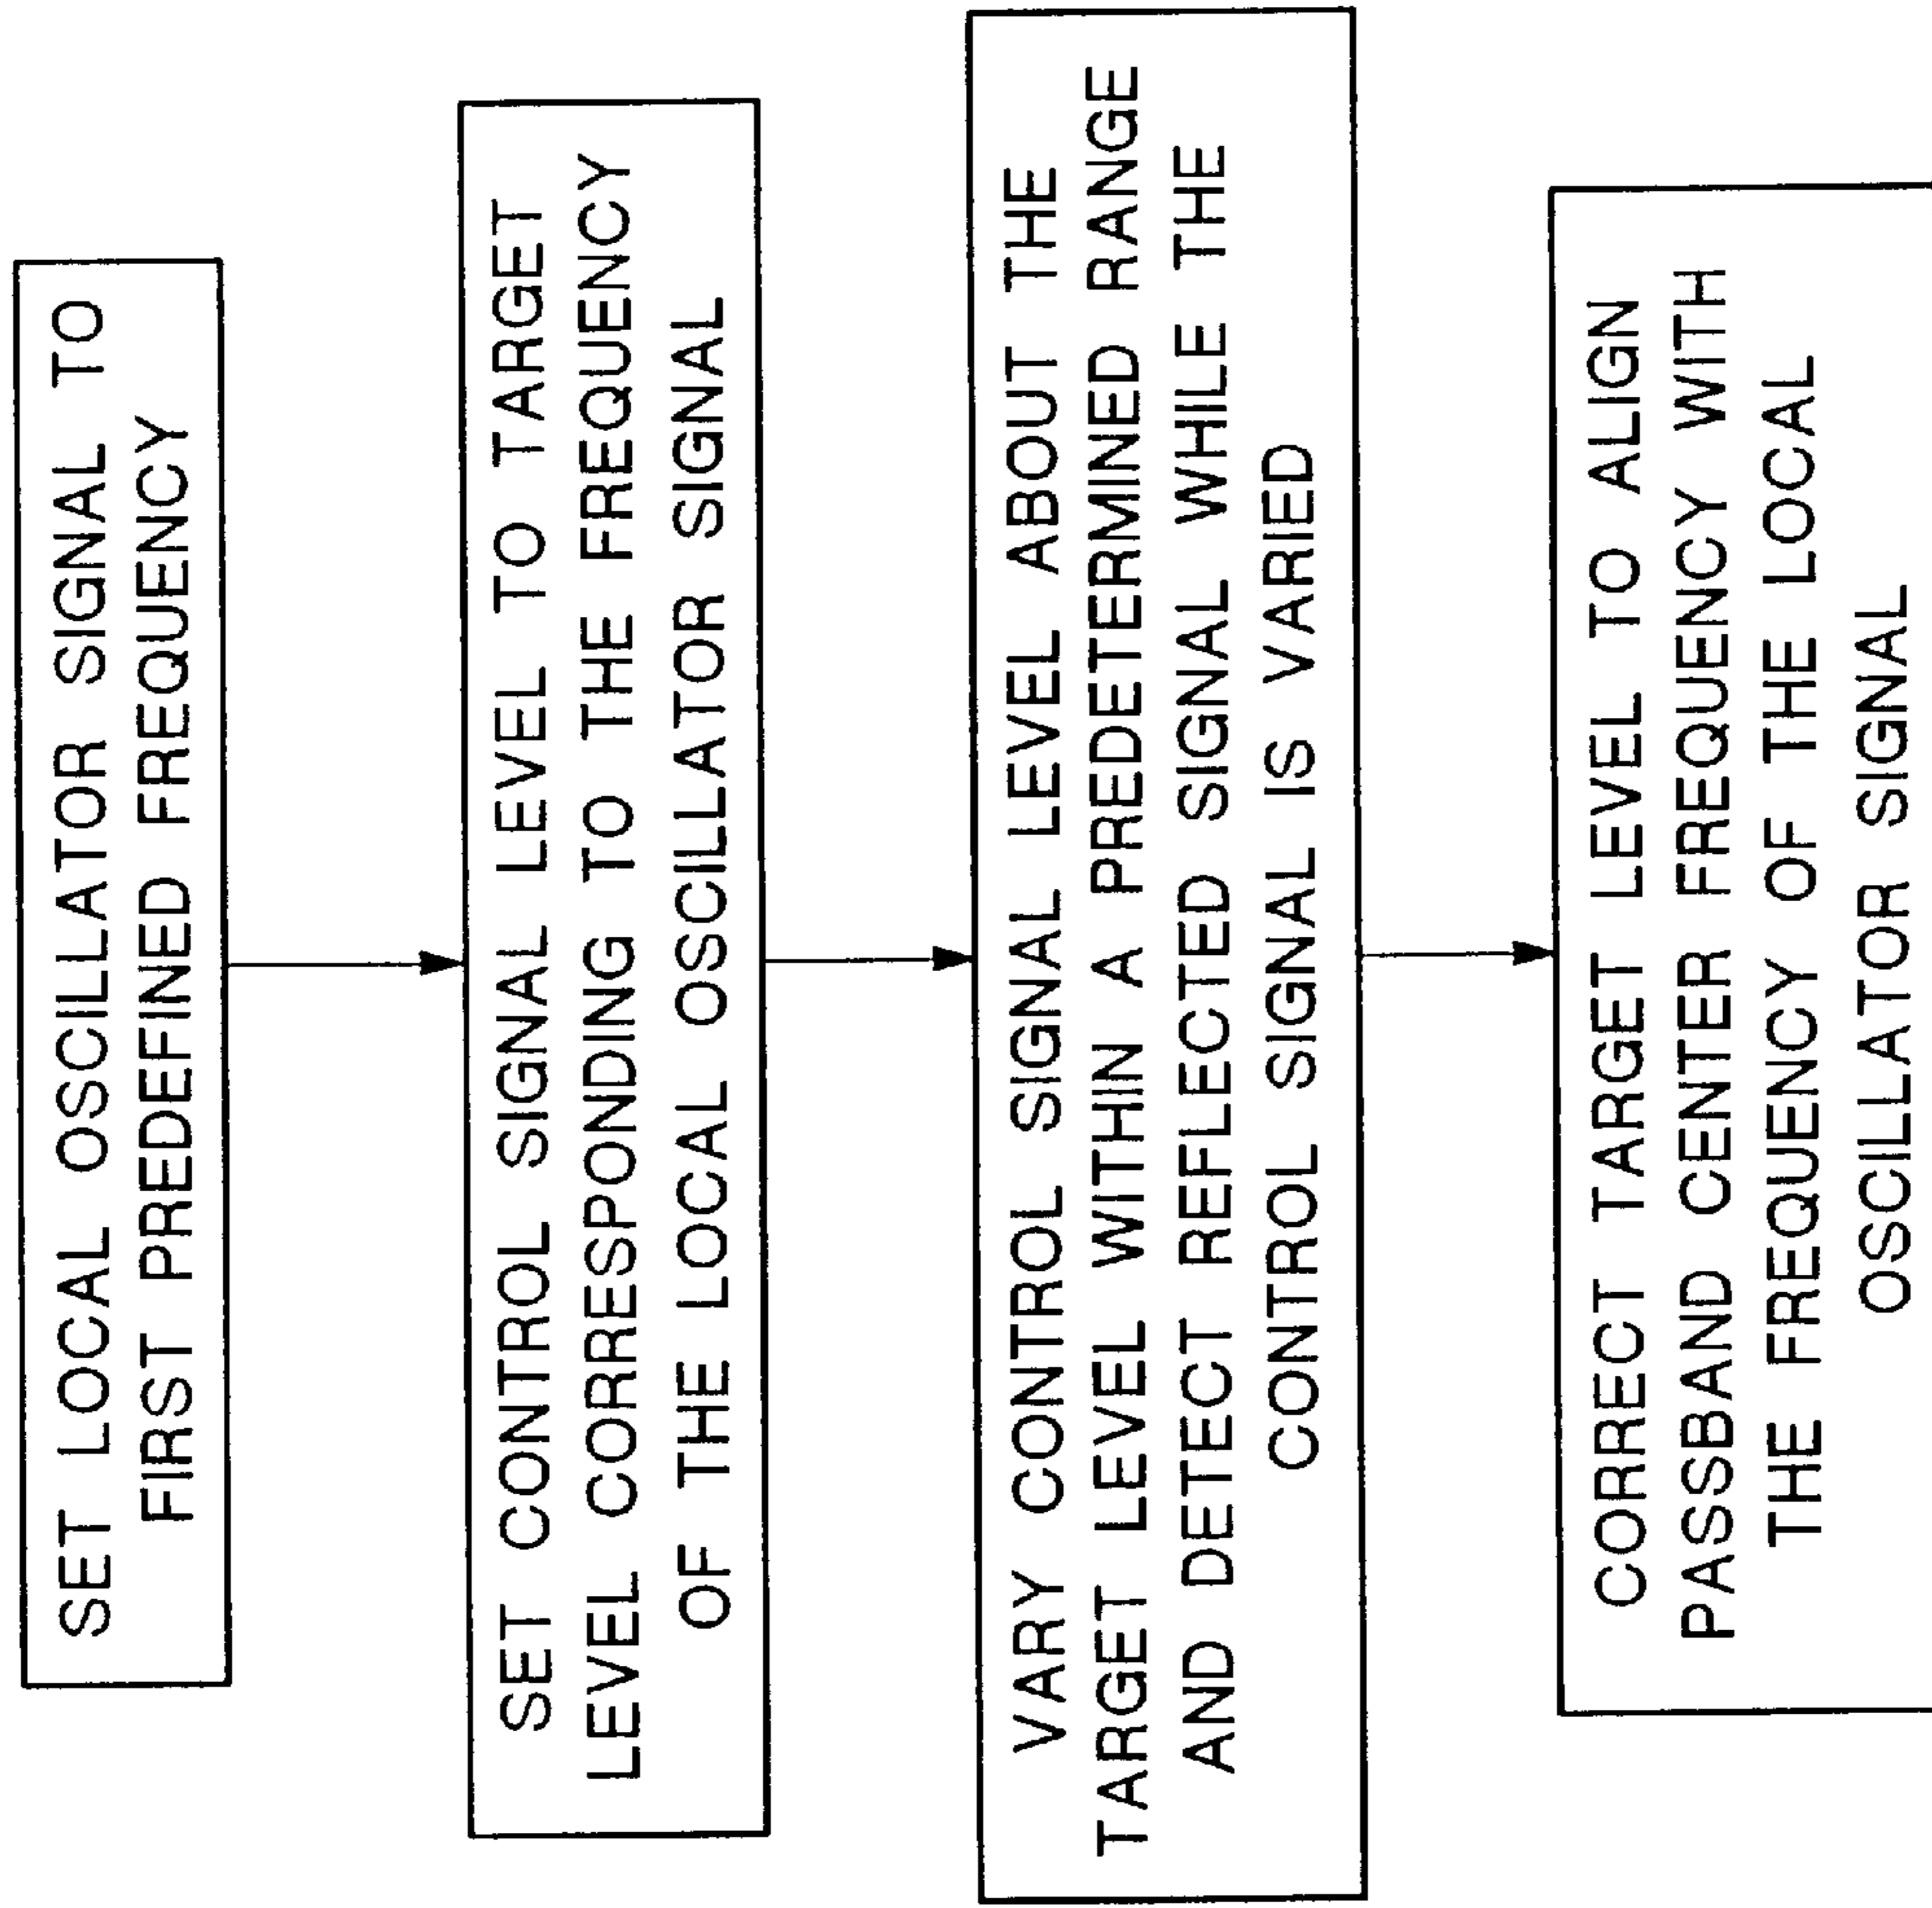 SET LOCAL OSCILLATOR SIGNAL TO
FIRST PREDEFINED FREQUENCY
SET CONTROL SIGNAL LEVEL TO TARGET
LEVEL CORRESPONDING TO THE FREQUENCY
OF THE LOCAL OSCILLATOR SIGNAL
VARY CONTROL SIGNAL LEVEL ABOUT THE
TARGET LEVEL WITHIN A PREDETERMINED RANGE
AND DETECT REFLECTED SIGNAL WHILE THE
CONTROL SIGNAL IS VARIED
CORRECT TARGET LEVEL TO ALIGN
PASSBAND CENTER FREQUENCY WITH
THE FREQUENCY OF THE LOCAL
OSCILLATOR SIGNAL